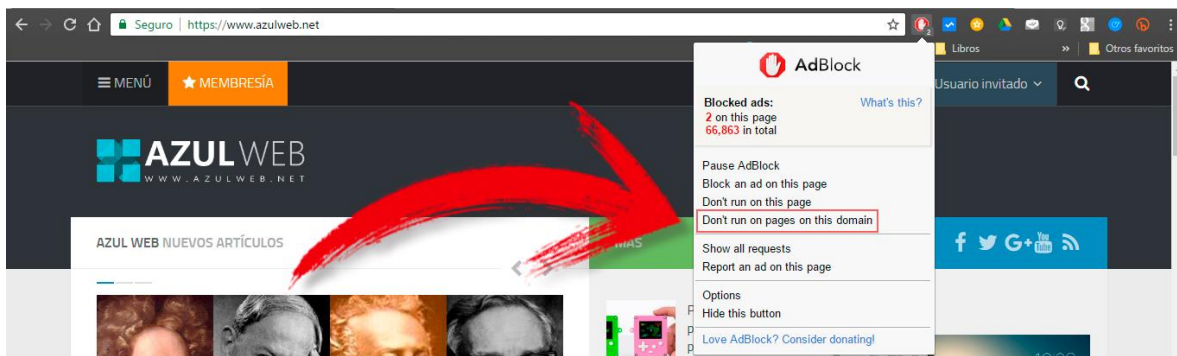 Seguro | https://www.azulweb.net
2
Libros
»
Otros favoritos
MENÚ
MEMBRESÍA
Usuario invitado
AZULWEB
WWW.AZULWEB.NET
AZUL WEB NUEVOS ARTÍCULOS
MAS
AdBlock
Blocked ads:
What's this?
2 on this page
66,863 in total
Pause AdBlock
Block an ad on this page
Don't run on this page
Don't run on pages on this domain
Show all requests
Report an ad on this page
Options
Hide this button
Love AdBlock? Consider donating!
G+
You